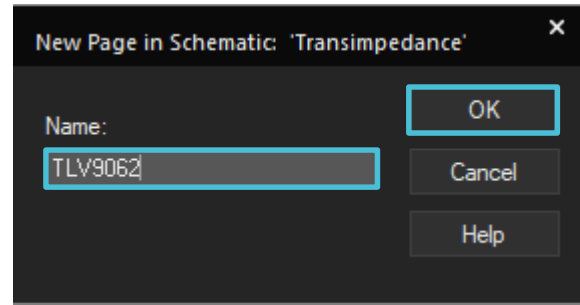 New Page in Schematic: 'Transimpedance'
×
Name:
TLV9062
OK
Cancel
Help